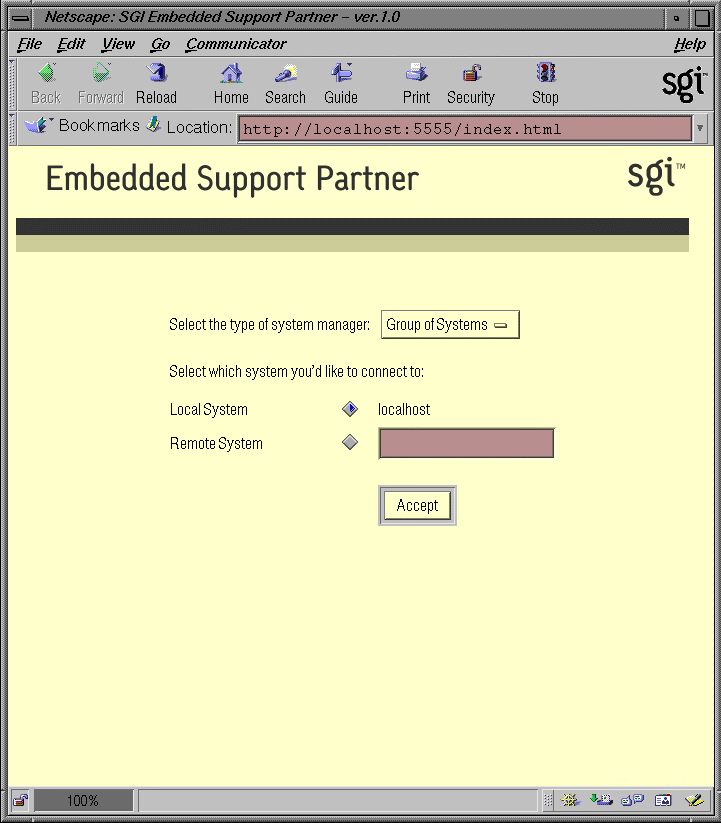 Netscape: SGI Embedded Support Partner – ver.1.0
File Edit View Go Communicator Help
Back Forward Reload Home Search Guide Print Security Stop sgi™
Bookmarks Location: http://localhost:5555/index.html
Embedded Support Partner sgi™
Select the type of system manager: Group of Systems
Select which system you'd like to connect to:
Local System localhost
Remote System
Accept
100%